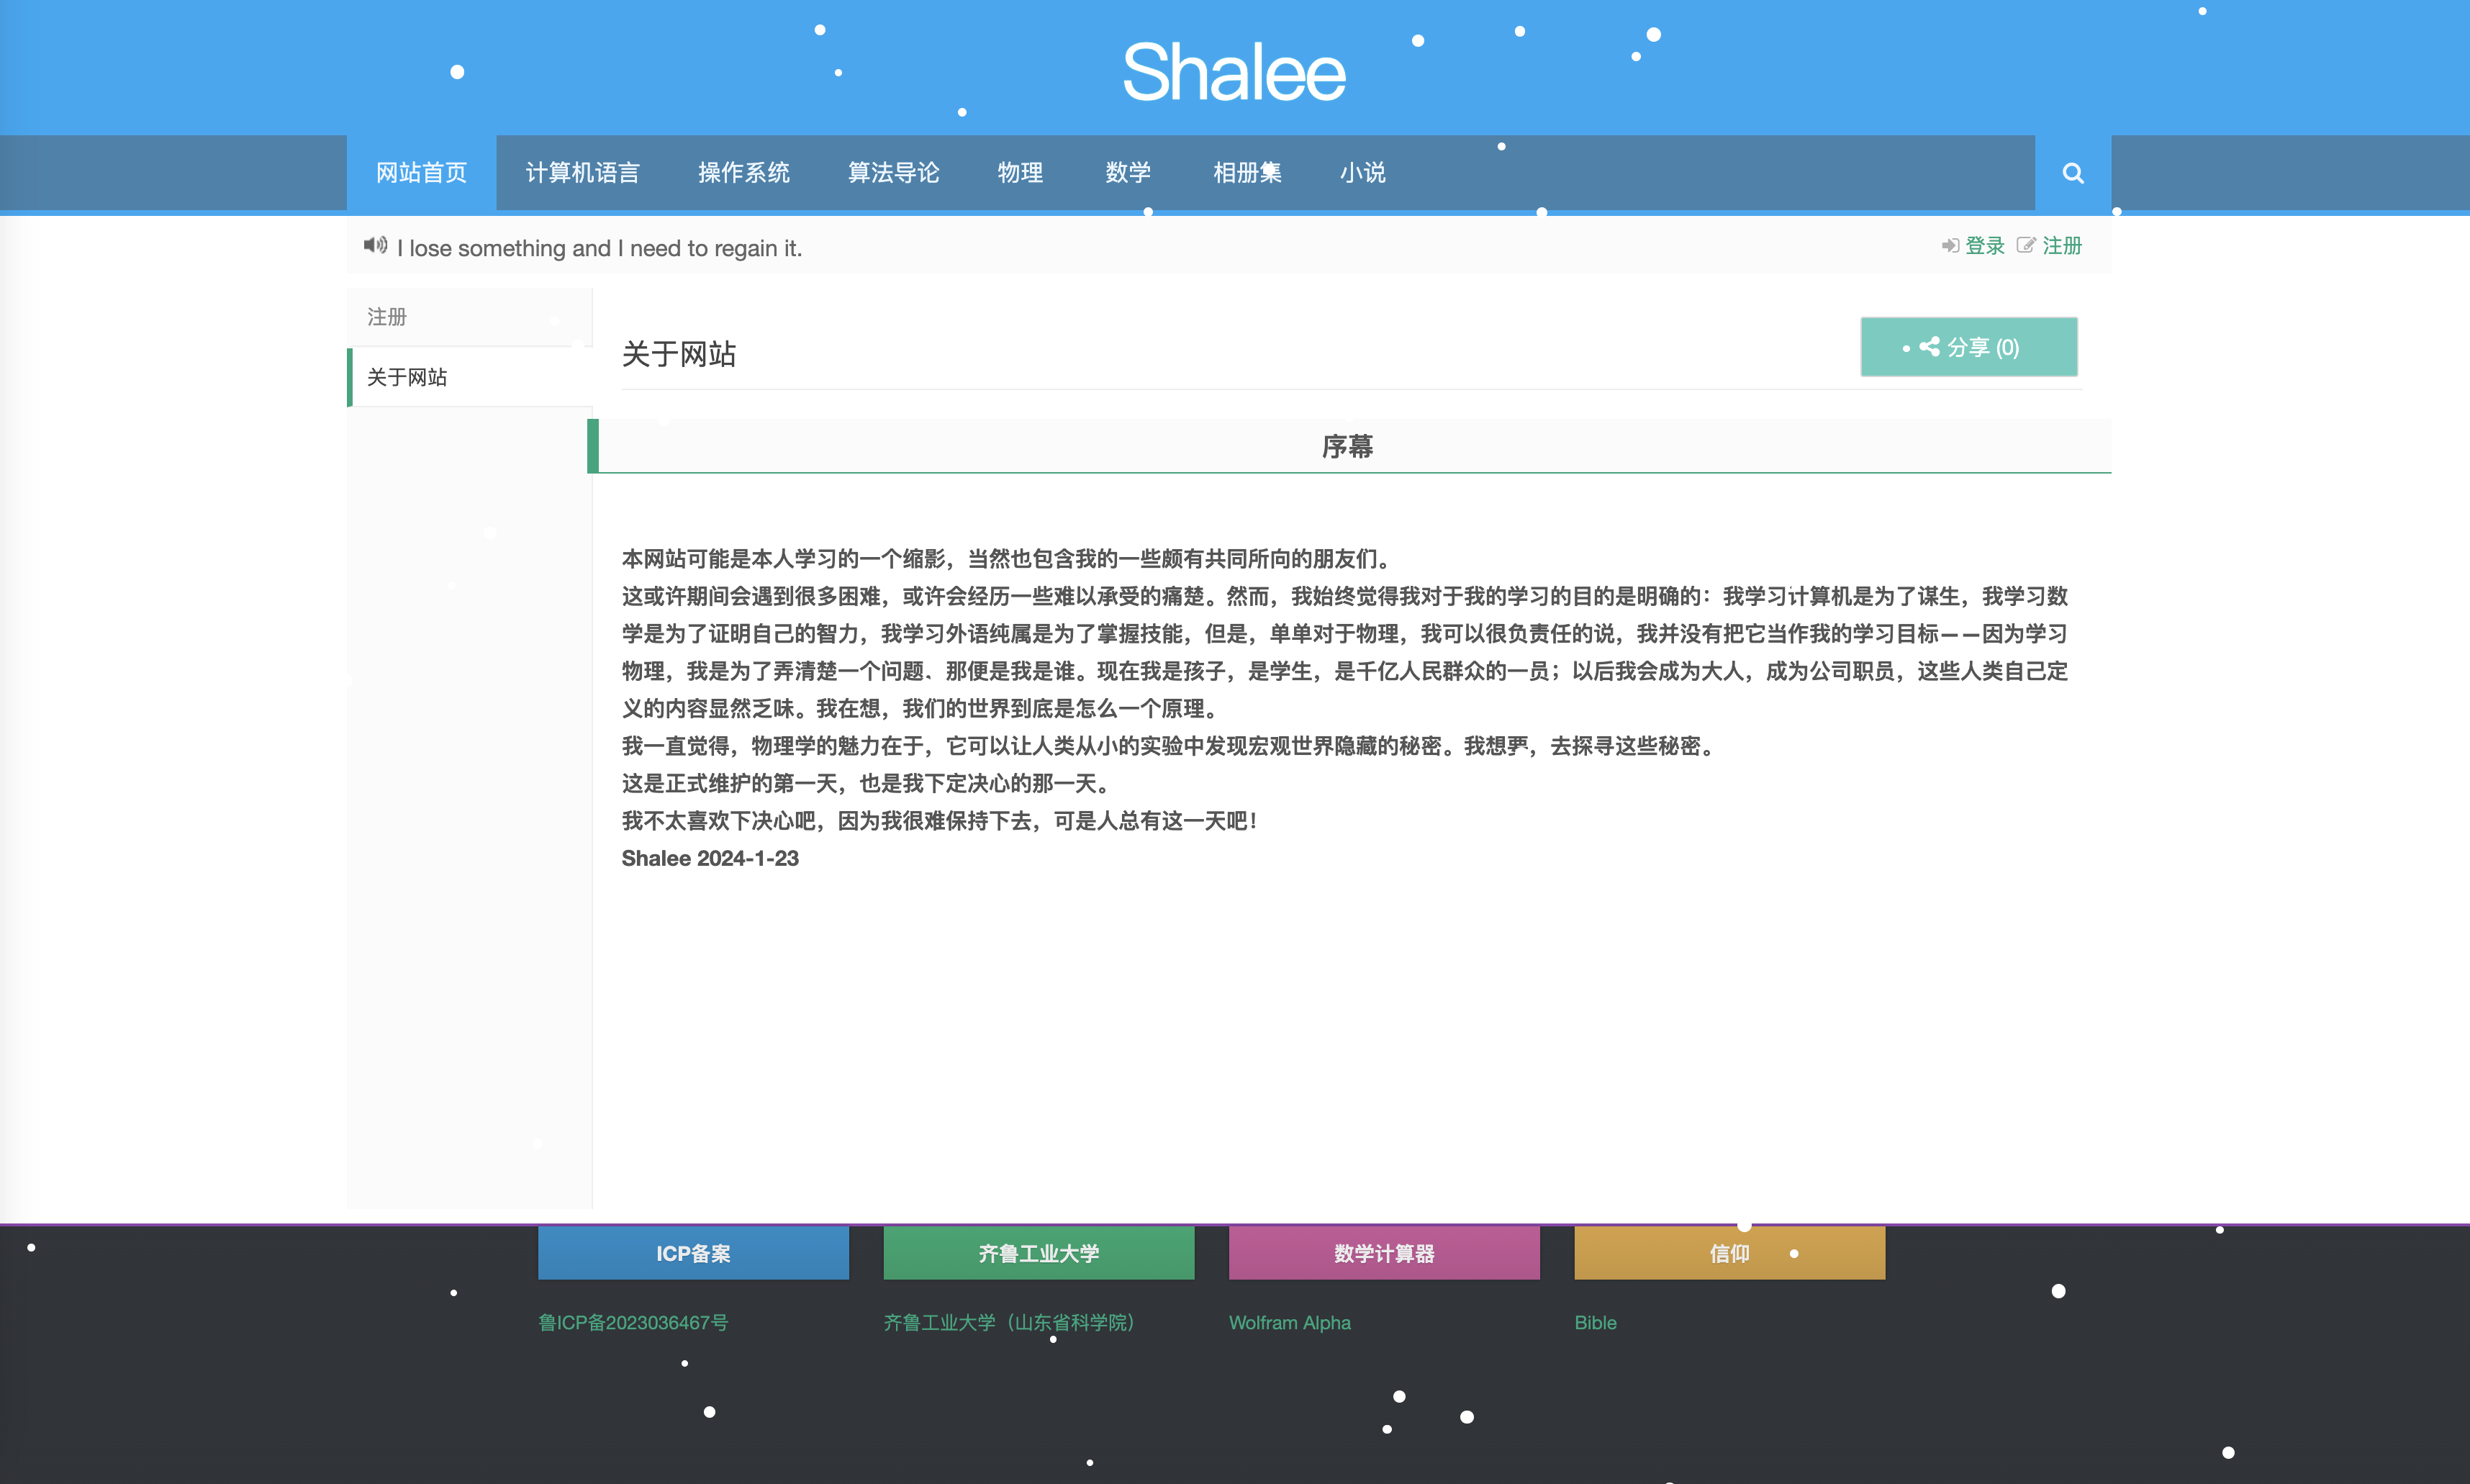 Shalee
网站首页 计算机语言 操作系统 算法导论 物理 数学 相册集 小说
I lose something and I need to regain it.
登录 注册
注册
关于网站
关于网站
分享 (0)
序幕
本网站可能是本人学习的一个缩影，当然也包含我的一些颇有共同所向的朋友们。
这或许期间会遇到很多困难，或许会经历一些难以承受的痛楚。然而，我始终觉得我对于我的学习的目的是明确的：我学习计算机是为了谋生，我学习数
学是为了证明自己的智力，我学习外语纯属是为了掌握技能，但是，单单对于物理，我可以很负责任的说，我并没有把它当作我的学习目标——因为学习
物理，我是为了弄清楚一个问题、那便是我是谁。现在我是孩子，是学生，是千亿人民群众的一员；以后我会成为大人，成为公司职员，这些人类自己定
义的内容显然乏味。我在想，我们的世界到底是怎么一个原理。
我一直觉得，物理学的魅力在于，它可以让人类从小的实验中发现宏观世界隐藏的秘密。我想要，去探寻这些秘密。
这是正式维护的第一天，也是我下定决心的那一天。
我不太喜欢下决心吧，因为我很难保持下去，可是人总有这一天吧！
Shalee 2024-1-23
ICP备案 齐鲁工业大学 数学计算器 信仰
鲁ICP备2023036467号 齐鲁工业大学（山东省科学院） Wolfram Alpha Bible